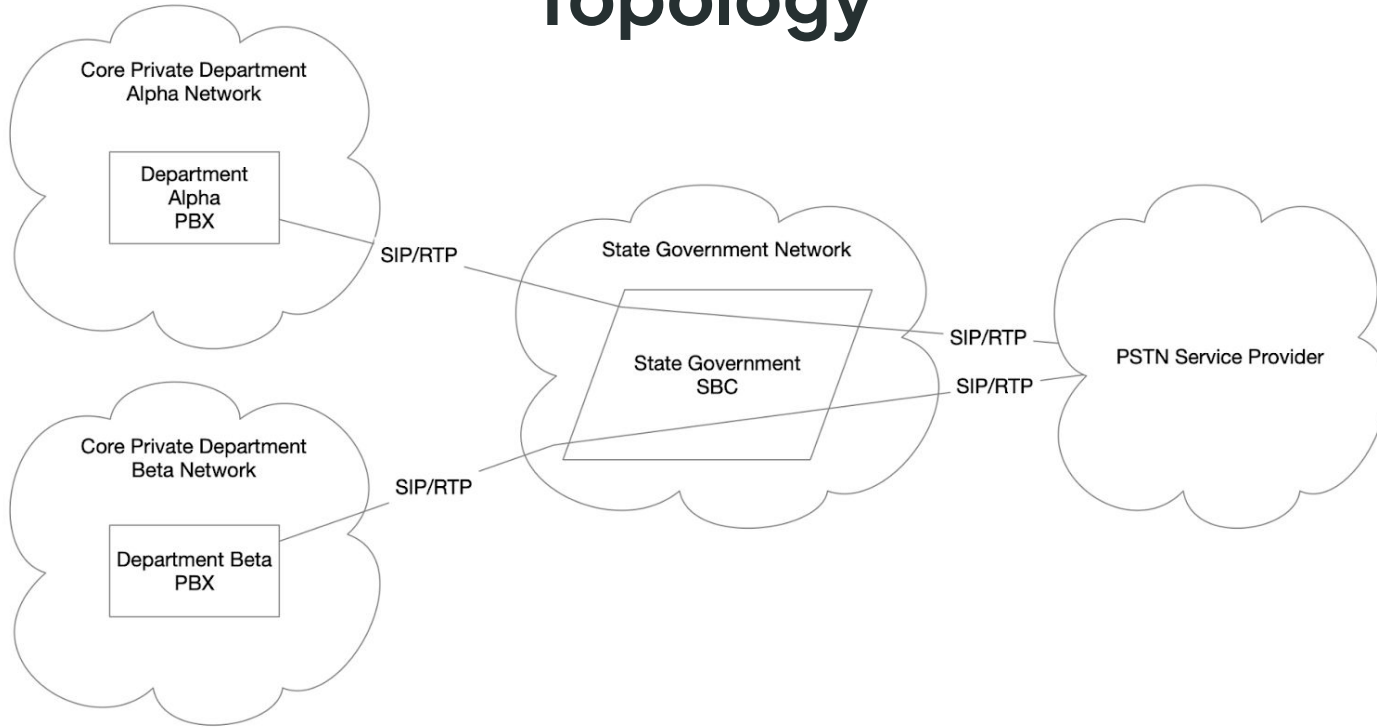 Topology
Core Private Department
Alpha Network
Department
Alpha
PBX
SIP/RTP
State Government Network
State Government
SBC
SIP/RTP
SIP/RTP
PSTN Service Provider
Core Private Department
Beta Network
SIP/RTP
Department Beta
PBX